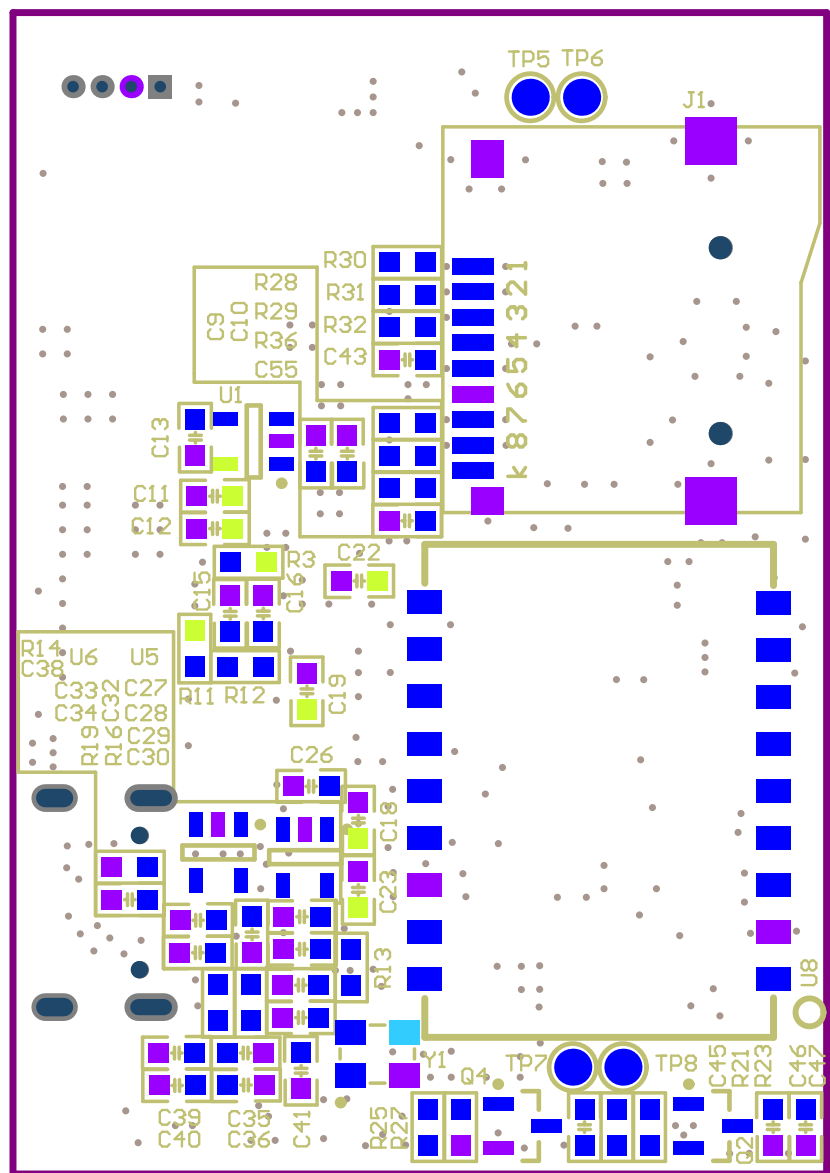 TP5 TP6
J1
R30
R28
R31
R29
R32
C9
C10
R36
C43
C55
1
2
3
4
5
6
7
8
k
U1
C13
C11
C12
R3
C22
C15
C16
R14
C38
U6
U5
C33
C32
C27
C34
C28
R19
R16
C29
C30
R11
R12
C19
C26
C18
C23
R13
U8
Y1
TP7
TP8
Q4
C45
R21
R23
C46
C47
C39
C40
C35
C36
C41
R25
R27
Q2